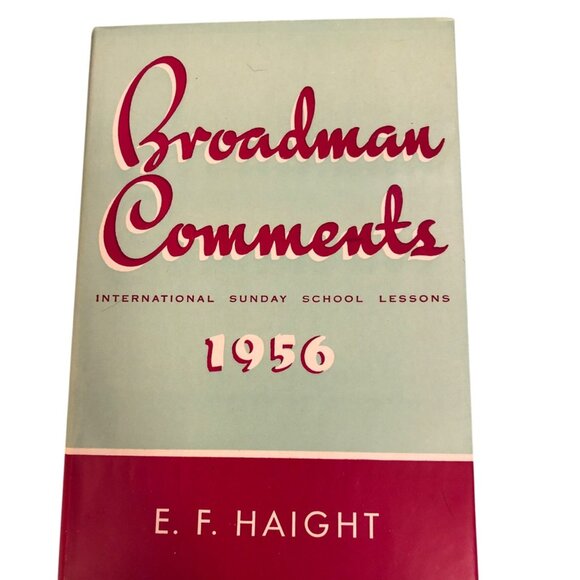 Broadman
Comments
INTERNATIONAL SUNDAY SCHOOL LESSONS
1956
E. F. HAIGHT